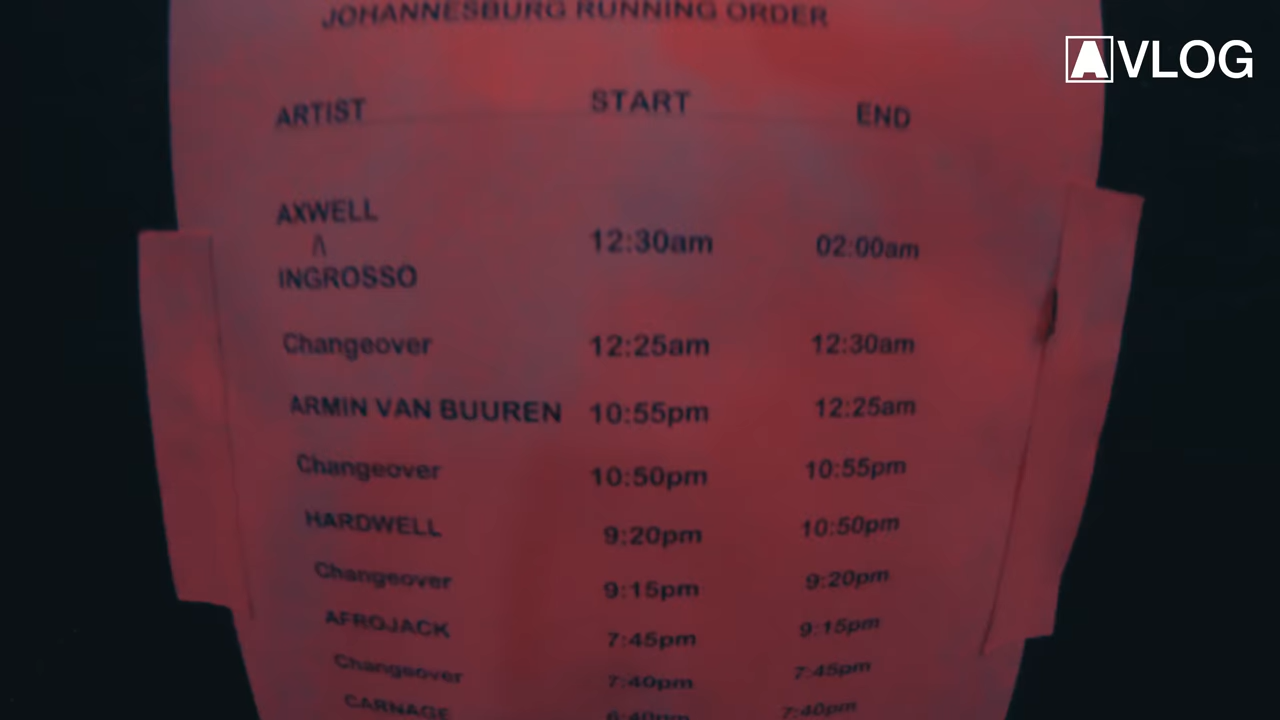 JOHANNESBURG RUNNING ORDER
AVLOG
ARTIST START END
AXWELL
Λ 12:30am 02:00am
INGROSSO
Changeover 12:25am 12:30am
ARMIN VAN BUUREN 10:55pm 12:25am
Changeover 10:50pm 10:55pm
HARDWELL 9:20pm 10:50pm
Changeover 9:15pm 9:20pm
AFROJACK 7:45pm 9:15pm
Changeover 7:40pm 7:45pm
CARNAGE 6:40pm 7:40pm